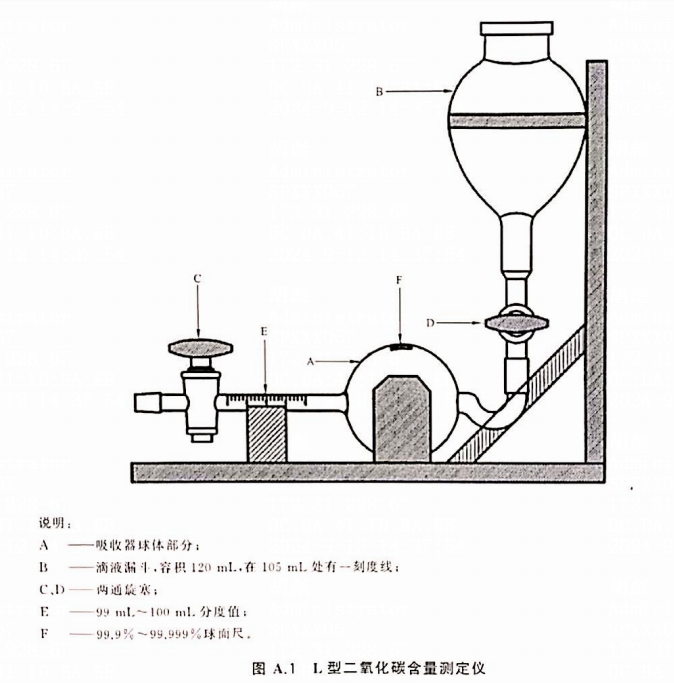 B
C
F
E
D
A
说明:
A ——吸收器球体部分;
B ——滴液漏斗,容积 120 mL,在 105 mL 处有一刻度线;
C、D——两通旋塞;
E ——99 mL~100 mL 分度值;
F ——99.9%~99.999%球面尺。
图 A.1 L 型二氧化碳含量测定仪